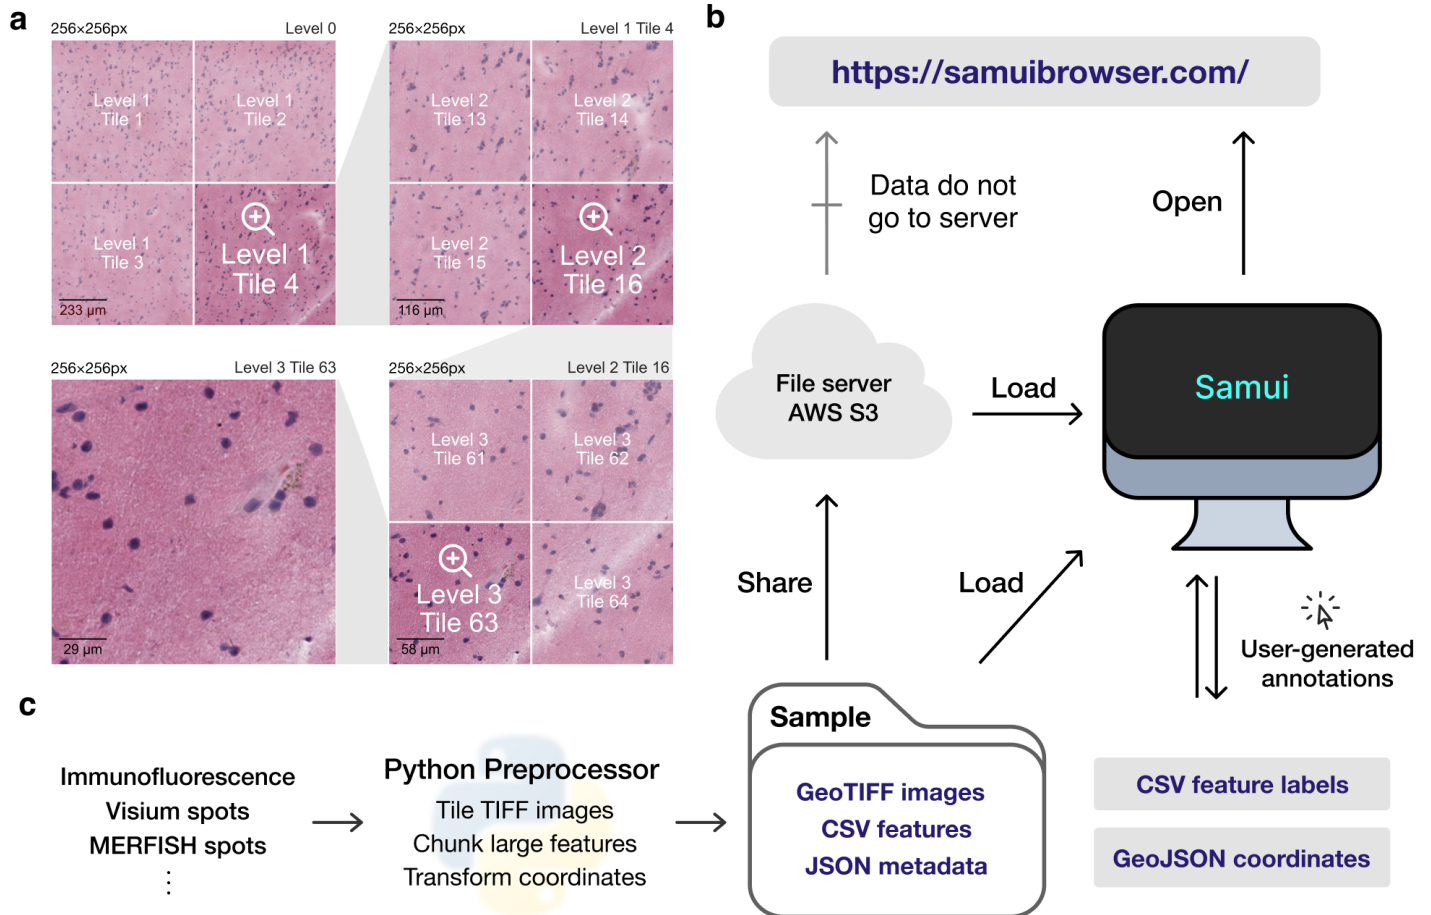 a
256×256px
Level 0
Level 1
Tile 1
Level 1
Tile 2
Level 1
Tile 3
Level 1
Tile 4
233 µm
256×256px
Level 1 Tile 4
Level 2
Tile 13
Level 2
Tile 14
Level 2
Tile 15
Level 2
Tile 16
116 µm
256×256px
Level 3 Tile 63
29 µm
256×256px
Level 2 Tile 16
Level 3
Tile 61
Level 3
Tile 62
Level 3
Tile 63
Level 3
Tile 64
58 µm
b
https://samuibrowser.com/
Data do not
go to server
Open
File server
AWS S3
Load
Samui
Share
Load
User-generated
annotations
c
Immunofluorescence
Visium spots
MERFISH spots
⋮
Python Preprocessor
Tile TIFF images
Chunk large features
Transform coordinates
Sample
GeoTIFF images
CSV features
JSON metadata
CSV feature labels
GeoJSON coordinates